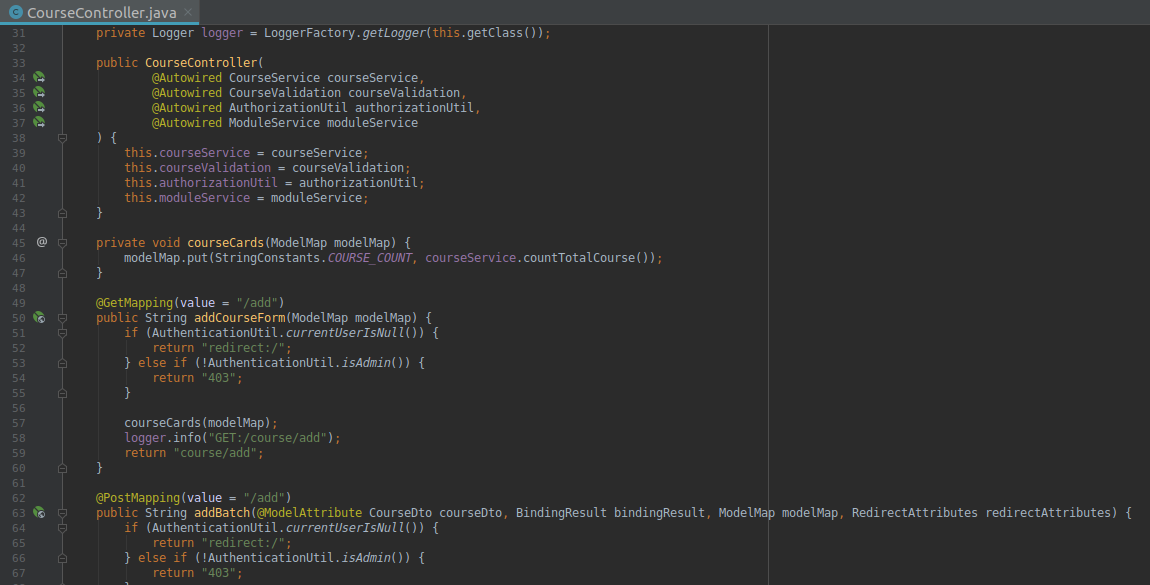 CourseController.java
31 private Logger logger = LoggerFactory.getLogger(this.getClass());
32
33 public CourseController(
34 @Autowired CourseService courseService,
35 @Autowired CourseValidation courseValidation,
36 @Autowired AuthorizationUtil authorizationUtil,
37 @Autowired ModuleService moduleService
38 ) {
39 this.courseService = courseService;
40 this.courseValidation = courseValidation;
41 this.authorizationUtil = authorizationUtil;
42 this.moduleService = moduleService;
43 }
44
45 @ private void courseCards(ModelMap modelMap) {
46 modelMap.put(StringConstants.COURSE_COUNT, courseService.countTotalCourse());
47 }
48
49 @GetMapping(value = "/add")
50 public String addCourseForm(ModelMap modelMap) {
51 if (AuthenticationUtil.currentUserIsNull()) {
52 return "redirect:/";
53 } else if (!AuthenticationUtil.isAdmin()) {
54 return "403";
55 }
56
57 courseCards(modelMap);
58 logger.info("GET:/course/add");
59 return "course/add";
60 }
61
62 @PostMapping(value = "/add")
63 public String addBatch(@ModelAttribute CourseDto courseDto, BindingResult bindingResult, ModelMap modelMap, RedirectAttributes redirectAttributes) {
64 if (AuthenticationUtil.currentUserIsNull()) {
65 return "redirect:/";
66 } else if (!AuthenticationUtil.isAdmin()) {
67 return "403";